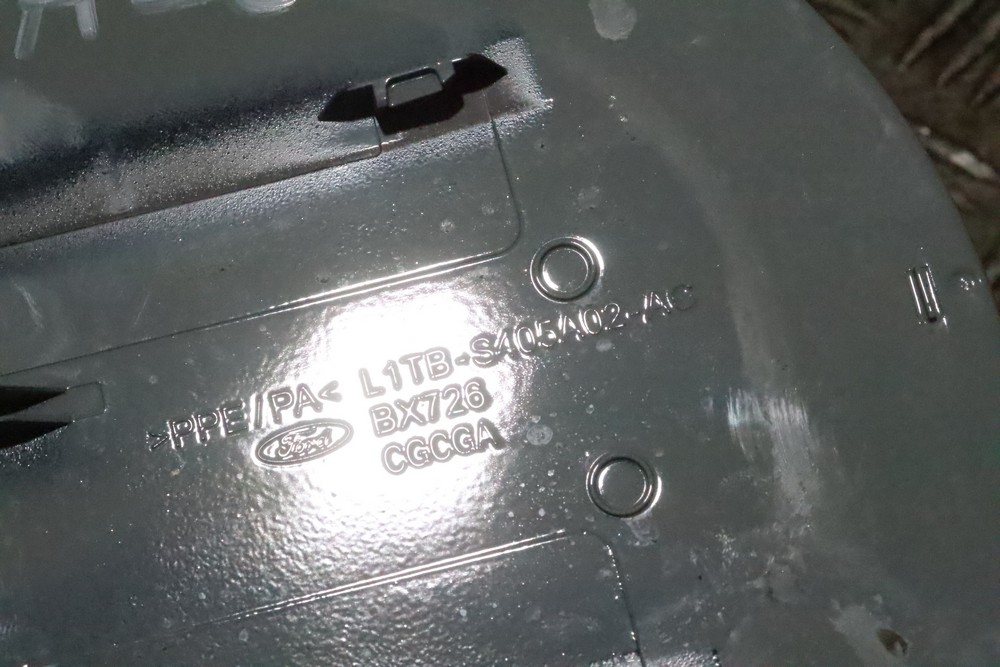 >PPE//PA< L1TB-S405A02-AC
Ford BX726
CGCGA